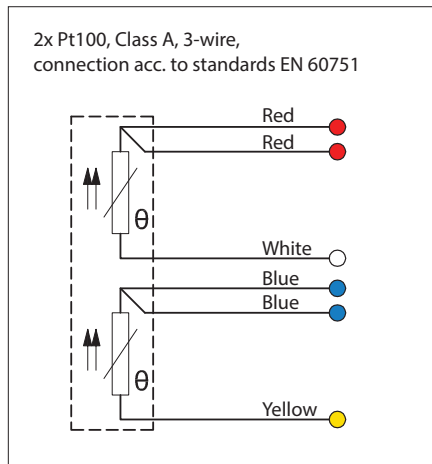 2x Pt100, Class A, 3-wire,
connection acc. to standards EN 60751
Red
Red
White
θ
Blue
Blue
θ
Yellow